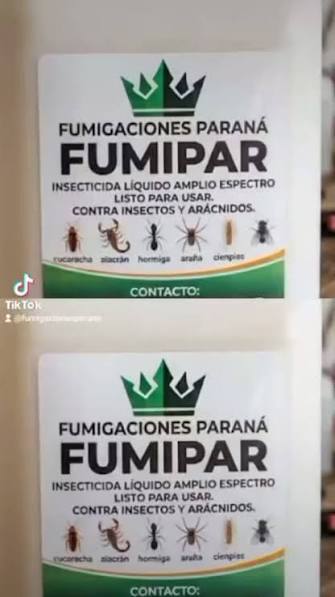 FUMIGACIONES PARANÁ
FUMIPAR
INSECTICIDA LÍQUIDO AMPLIO ESPECTRO
LISTO PARA USAR.
CONTRA INSECTOS Y ARÁCNIDOS.
cucaracha alacrán hormiga araña ciempies
CONTACTO:
TikTok
@fumigacionesparana
FUMIGACIONES PARANÁ
FUMIPAR
INSECTICIDA LÍQUIDO AMPLIO ESPECTRO
LISTO PARA USAR.
CONTRA INSECTOS Y ARÁCNIDOS.
cucaracha alacrán hormiga araña ciempies
CONTACTO: